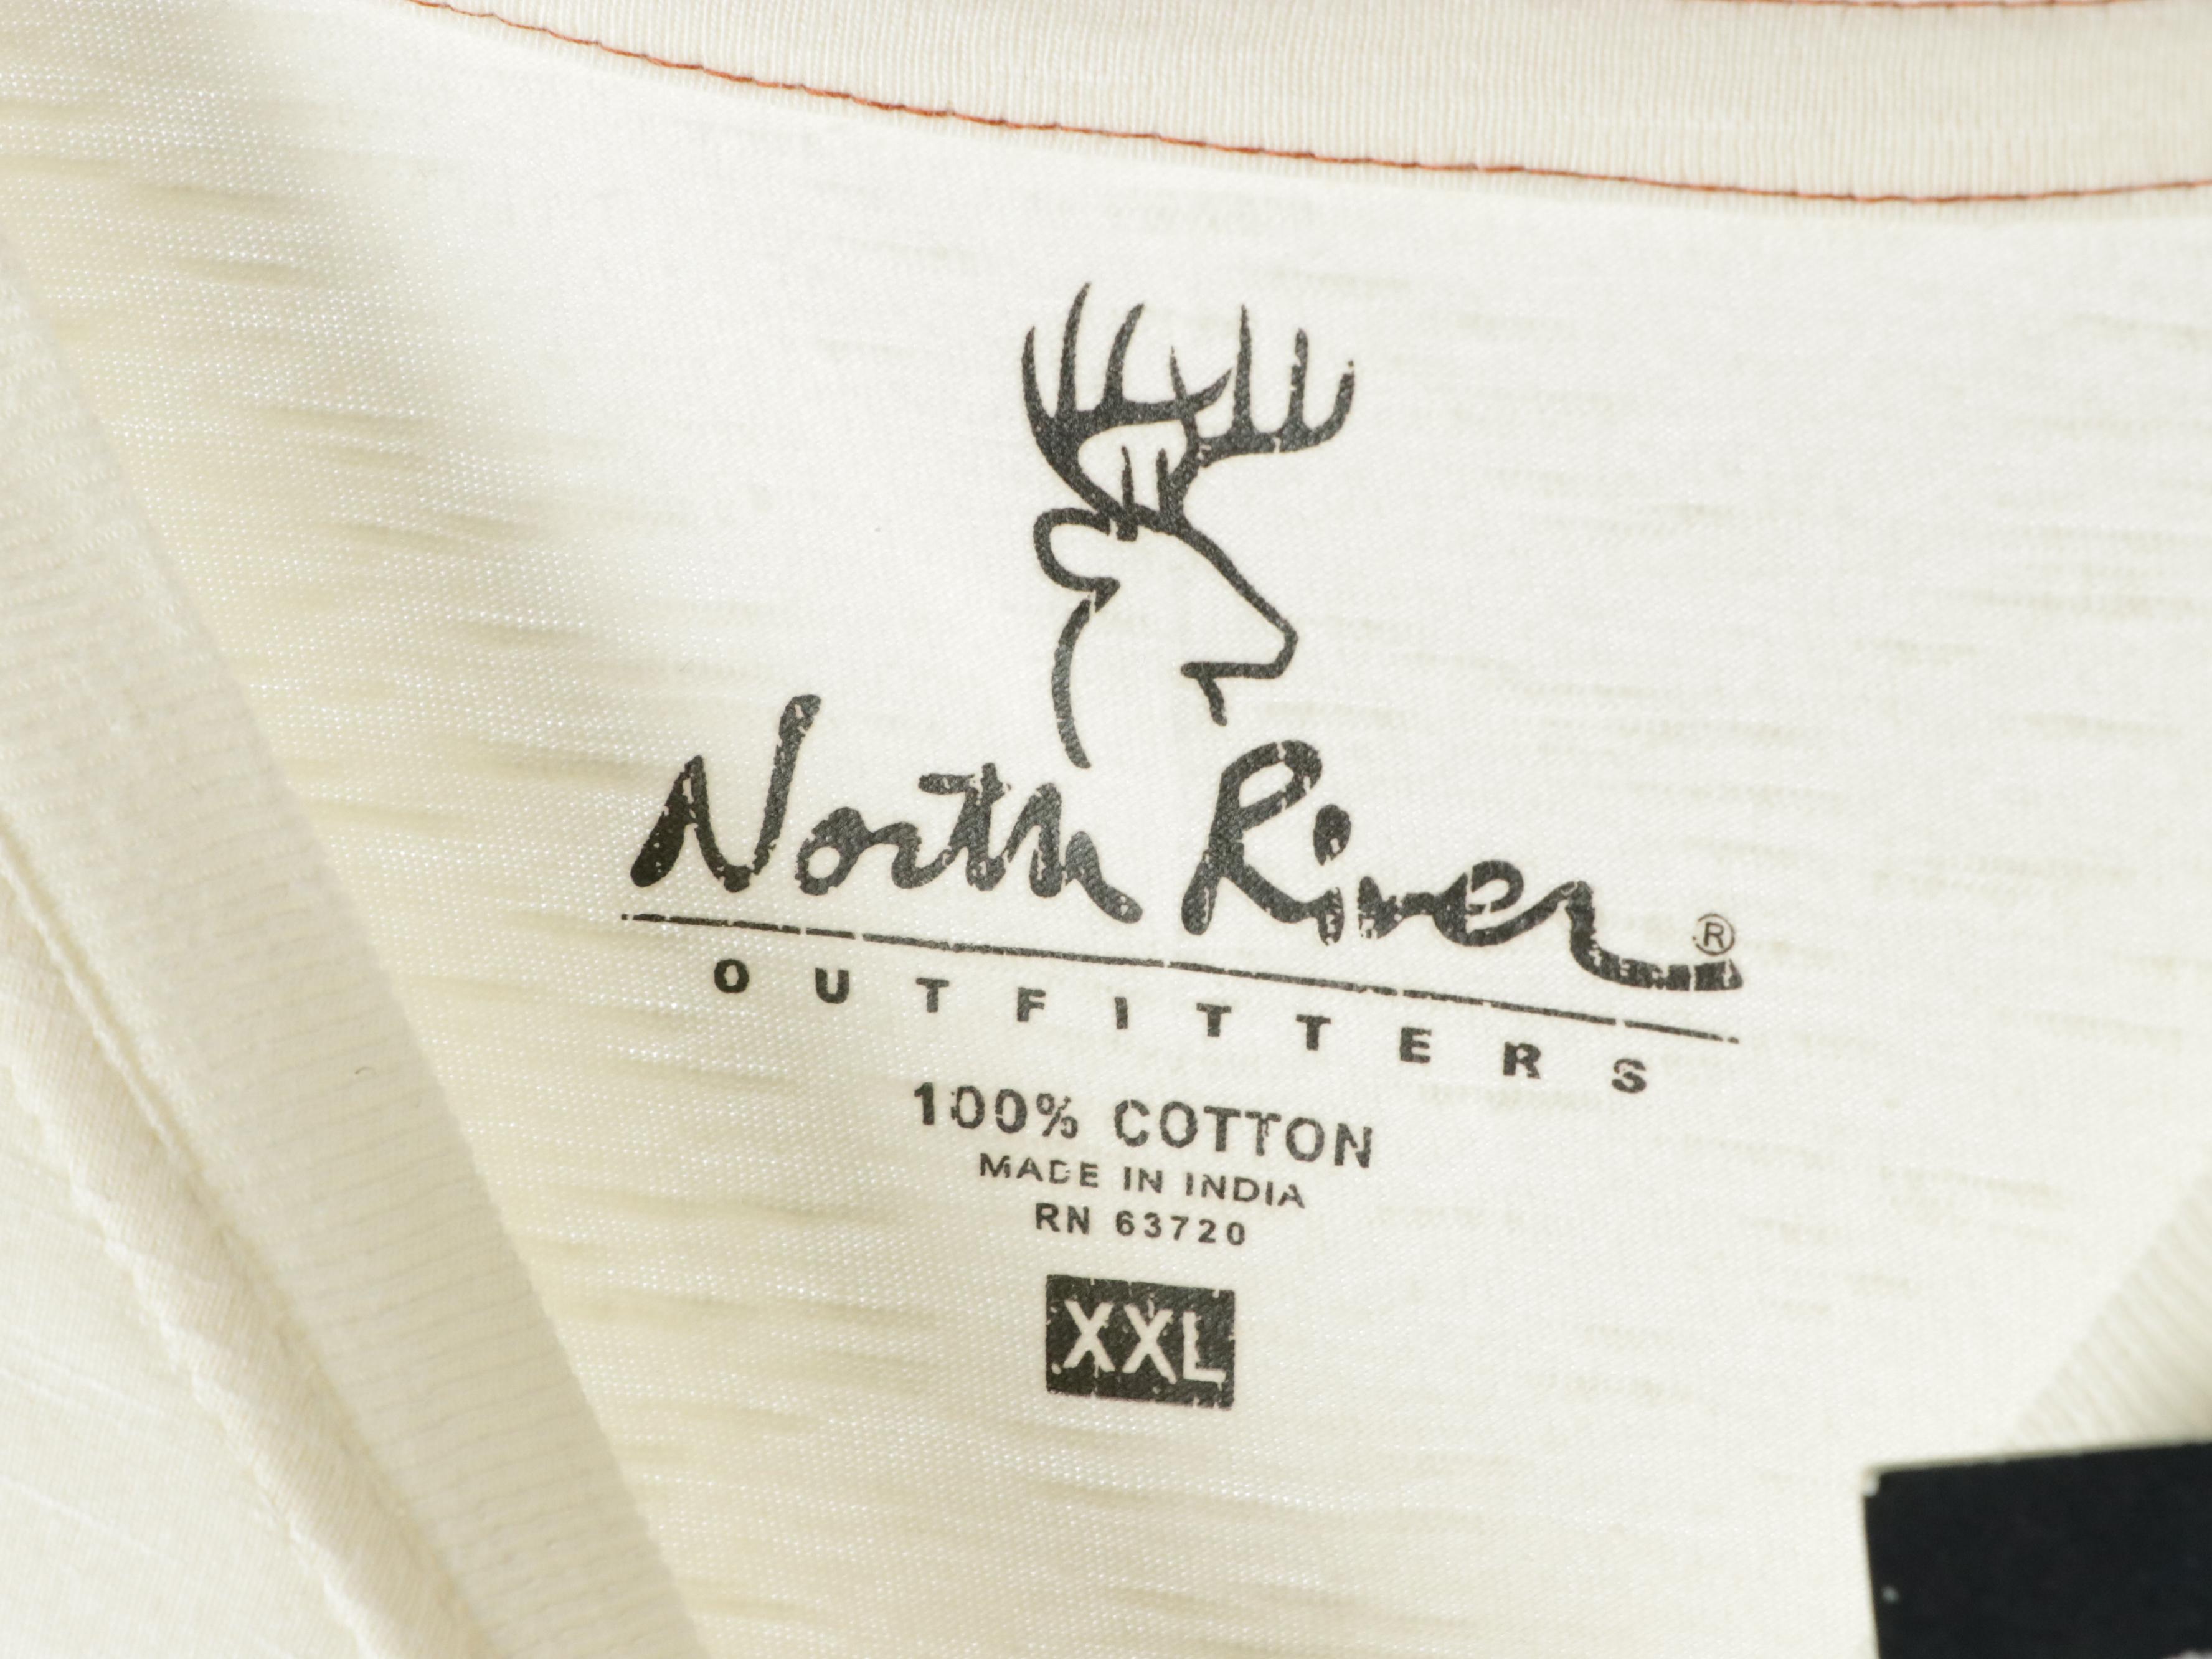 North River®
OUTFITTERS
100% COTTON
MADE IN INDIA
RN 63720
XXL